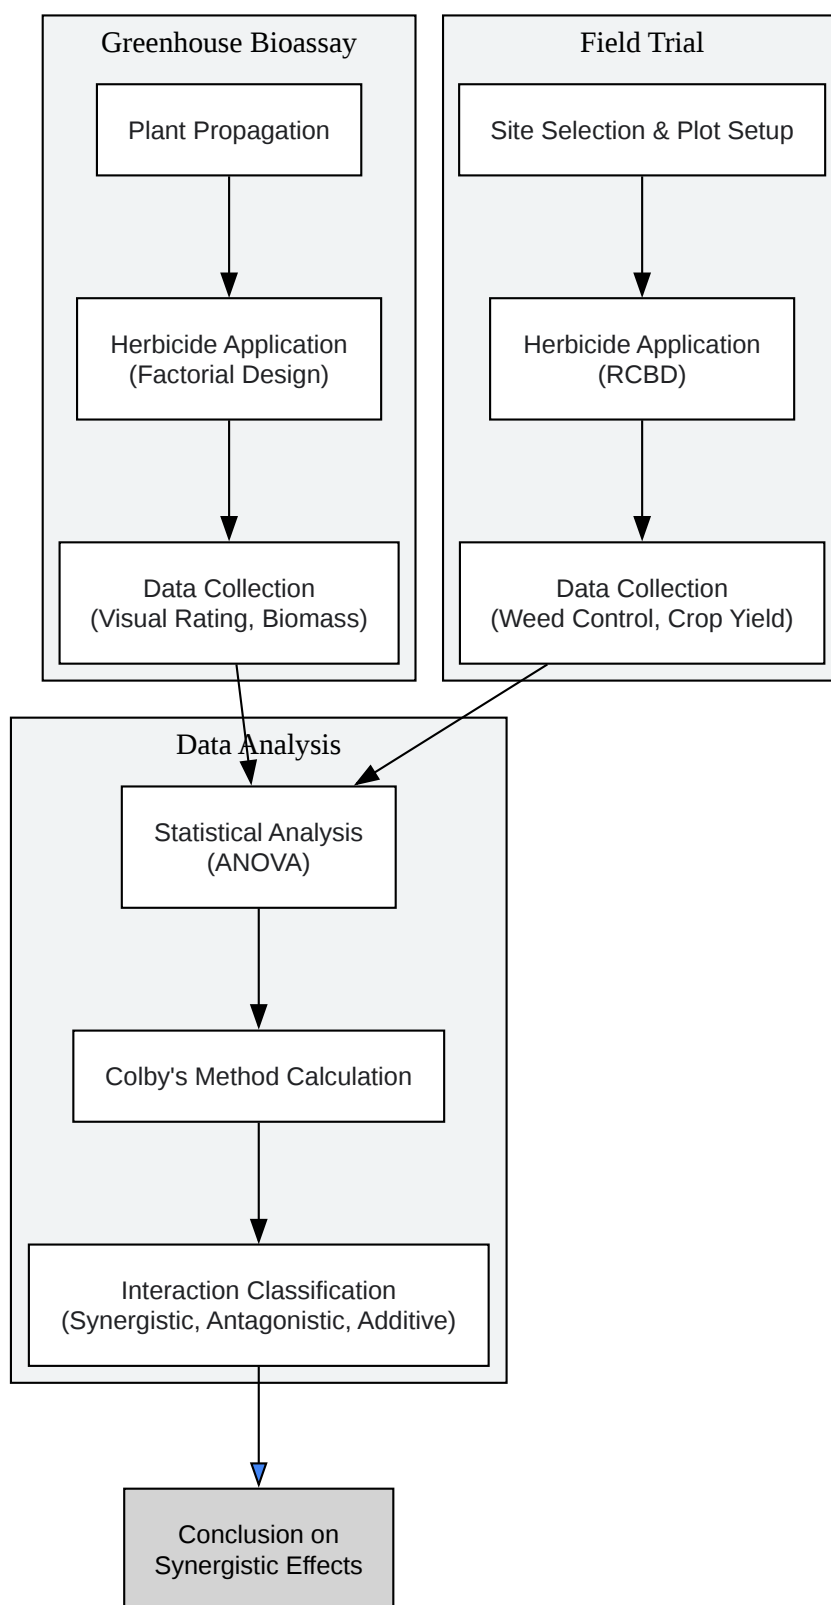 Greenhouse Bioassay
Plant Propagation
Herbicide Application
(Factorial Design)
Data Collection
(Visual Rating, Biomass)
Field Trial
Site Selection & Plot Setup
Herbicide Application
(RCBD)
Data Collection
(Weed Control, Crop Yield)
Data Analysis
Statistical Analysis
(ANOVA)
Colby's Method Calculation
Interaction Classification
(Synergistic, Antagonistic, Additive)
Conclusion on
Synergistic Effects